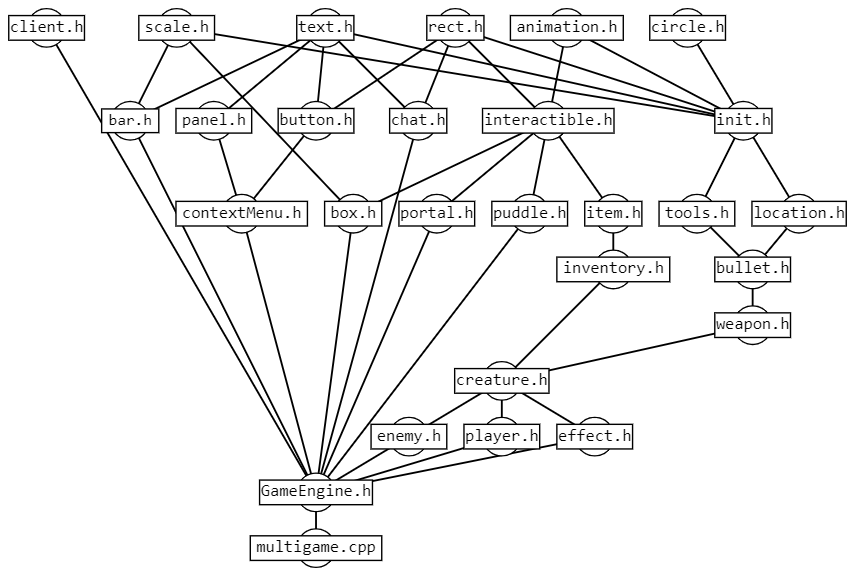 client.h
scale.h
text.h
rect.h
animation.h
circle.h
bar.h
panel.h
button.h
chat.h
interactible.h
init.h
contextMenu.h
box.h
portal.h
puddle.h
item.h
tools.h
location.h
inventory.h
bullet.h
weapon.h
creature.h
enemy.h
player.h
effect.h
GameEngine.h
multigame.cpp